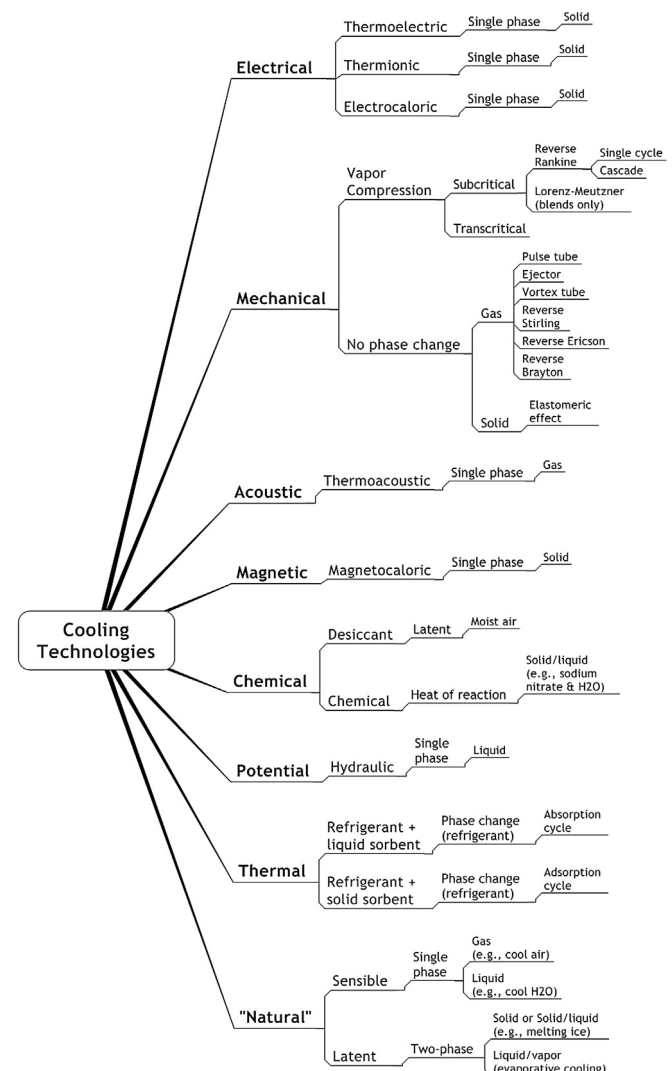 Cooling
Technologies
Electrical
Thermoelectric
Single phase
Solid
Thermionic
Single phase
Solid
Electrocaloric
Single phase
Solid
Mechanical
Vapor
Compression
Subcritical
Reverse
Rankine
Single cycle
Cascade
Lorenz-Meutzner
(blends only)
Transcritical
No phase change
Gas
Pulse tube
Ejector
Vortex tube
Reverse
Stirling
Reverse Ericson
Reverse
Brayton
Solid
Elastomeric
effect
Acoustic
Thermoacoustic
Single phase
Gas
Magnetic
Magnetocaloric
Single phase
Solid
Chemical
Desiccant
Latent
Moist air
Chemical
Heat of reaction
Solid/liquid
(e.g., sodium
nitrate & H2O)
Potential
Hydraulic
Single
phase
Liquid
Thermal
Refrigerant +
liquid sorbent
Phase change
(refrigerant)
Absorption
cycle
Refrigerant +
solid sorbent
Phase change
(refrigerant)
Adsorption
cycle
"Natural"
Sensible
Single
phase
Gas
(e.g., cool air)
Liquid
(e.g., cool H2O)
Latent
Two-phase
Solid or Solid/liquid
(e.g., melting ice)
Liquid/vapor
(evaporative cooling)